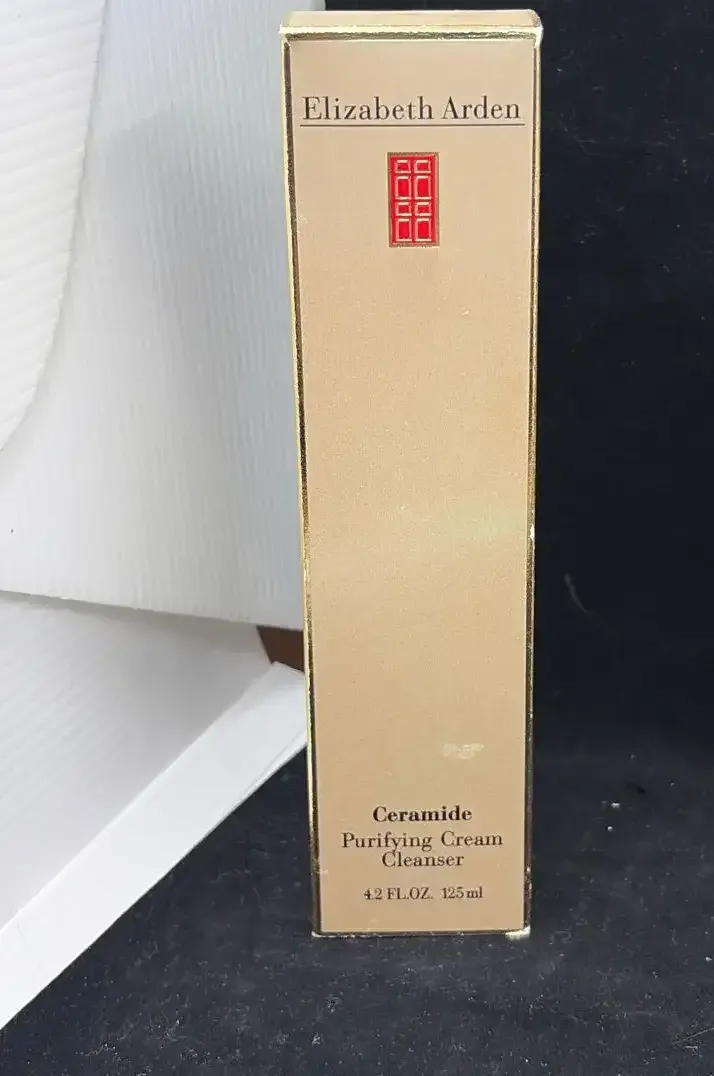 Elizabeth Arden
Ceramide
Purifying Cream
Cleanser
4.2 FL.OZ. 125 ml